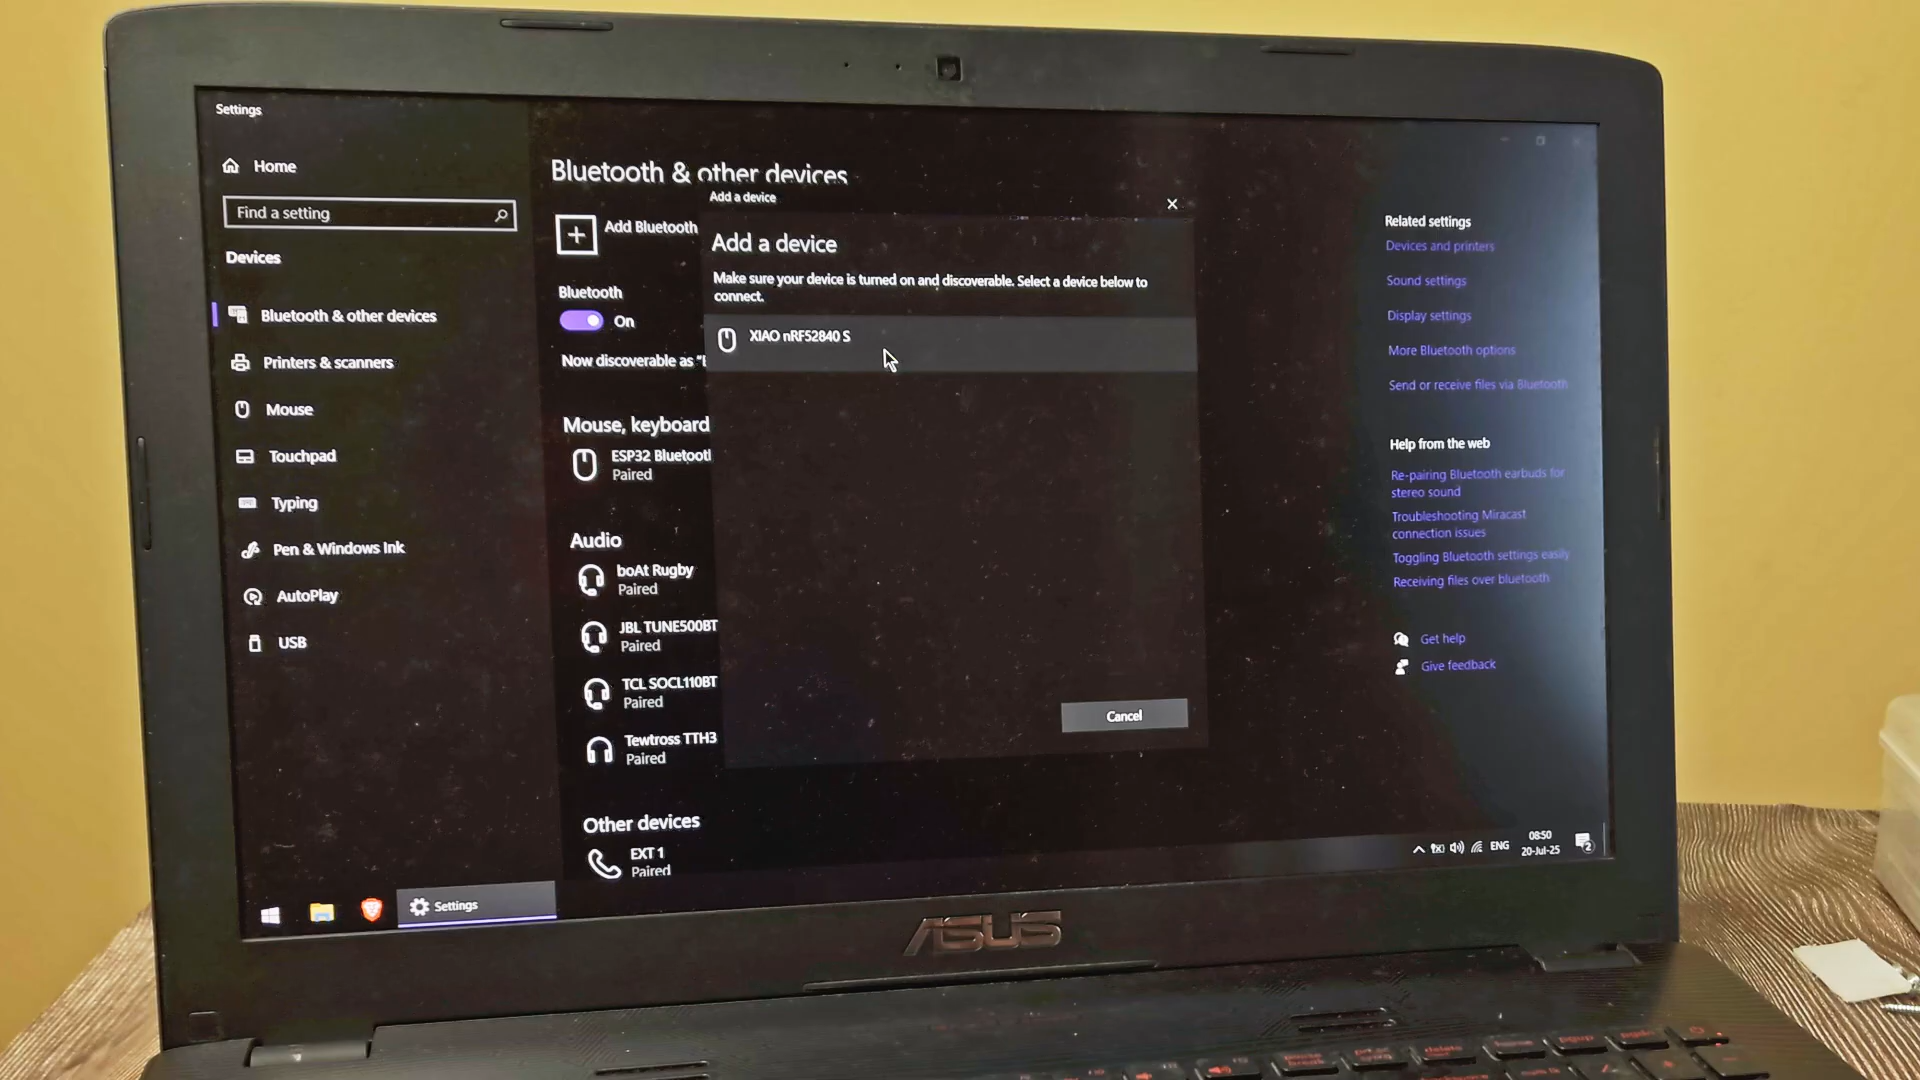 Settings
Home
Find a setting
Devices
Bluetooth & other devices
Printers & scanners
Mouse
Touchpad
Typing
Pen & Windows Ink
AutoPlay
USB
Bluetooth & other devices
Add Bluetooth
Bluetooth
On
Now discoverable as "
Mouse, keyboard
ESP32 Bluetooth
Paired
Audio
boAt Rugby
Paired
JBL TUNE500BT
Paired
TCL SOCL110BT
Paired
Tewtross TTH3
Paired
Other devices
EXT 1
Paired
Add a device
Add a device
Make sure your device is turned on and discoverable. Select a device below to
connect.
XIAO nRF52840 S
Cancel
Related settings
Devices and printers
Sound settings
Display settings
More Bluetooth options
Send or receive files via Bluetooth
Help from the web
Re-pairing Bluetooth earbuds for
stereo sound
Troubleshooting Miracast
connection issues
Toggling Bluetooth settings easily
Receiving files over bluetooth
Get help
Give feedback
Settings
ENG
08:50
20-Jul-25
2
ASUS